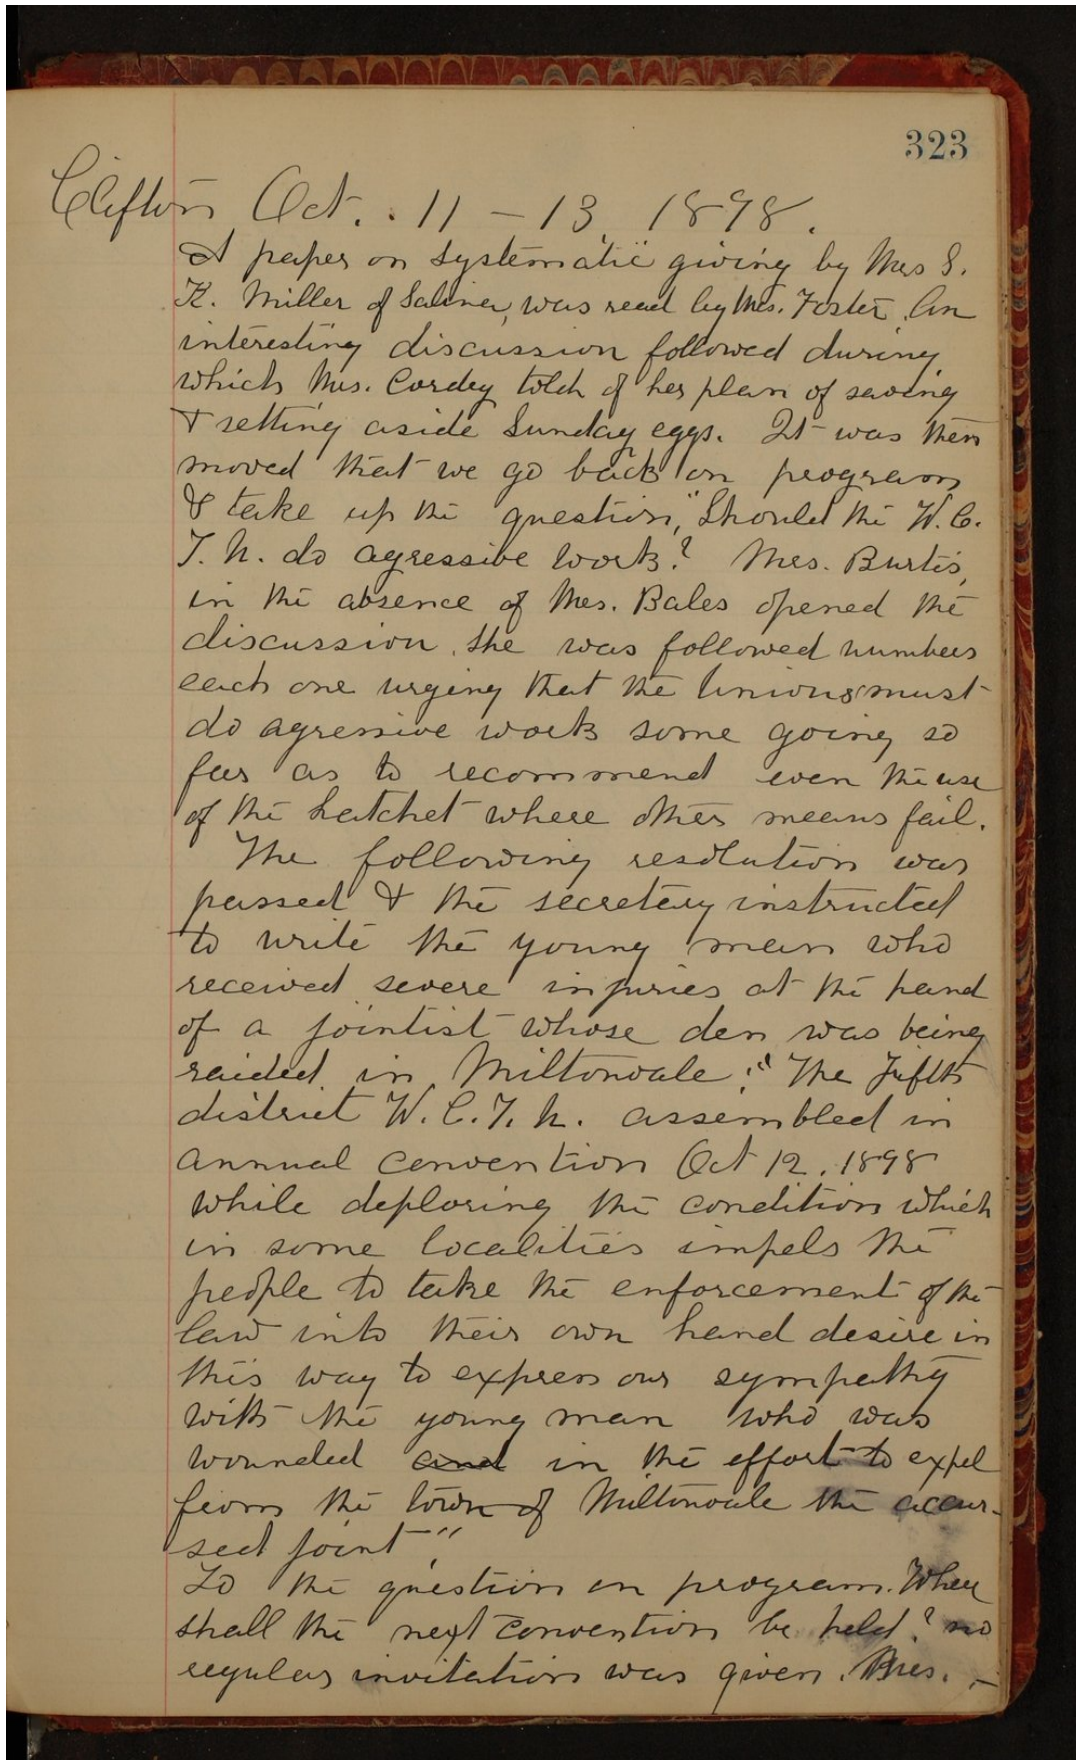 323
Clifton Oct. 11 - 13, 1898.
A paper on systematic giving by Mrs S.
K. Miller of Salina, was read by Mrs. Foster. An
interesting discussion followed during
which Mrs. Cordey told of her plan of saving
& setting aside Sunday eggs. It was then
moved that we go back on program
& take up the question, "Should the W. C.
T. U. do agressive work? Mrs. Burtis,
in the absence of Mrs. Bales opened the
discussion. She was followed numbers
each one urging that the Unions must
do agressive work some going so
far as to recommend even the use
of the hatchet where other means fail.
The following resolution was
passed & the secretary instructed
to write the young man who
received severe injuries at the hand
of a jointist whose den was being
raided in Miltonvale: "The Fifth
district W. C. T. U. assembled in
annual convention Oct 12, 1898
while deploring the condition which
in some localities impels the
people to take the enforcement of the
law into their own hand desire in
this way to express our sympathy
with the young man who was
wounded and in the effort to expel
from the town of Miltonvale the accur-
sed joint".
To the question on program. Where
shall the next convention be held? no
regular invitation was given. Mrs. -